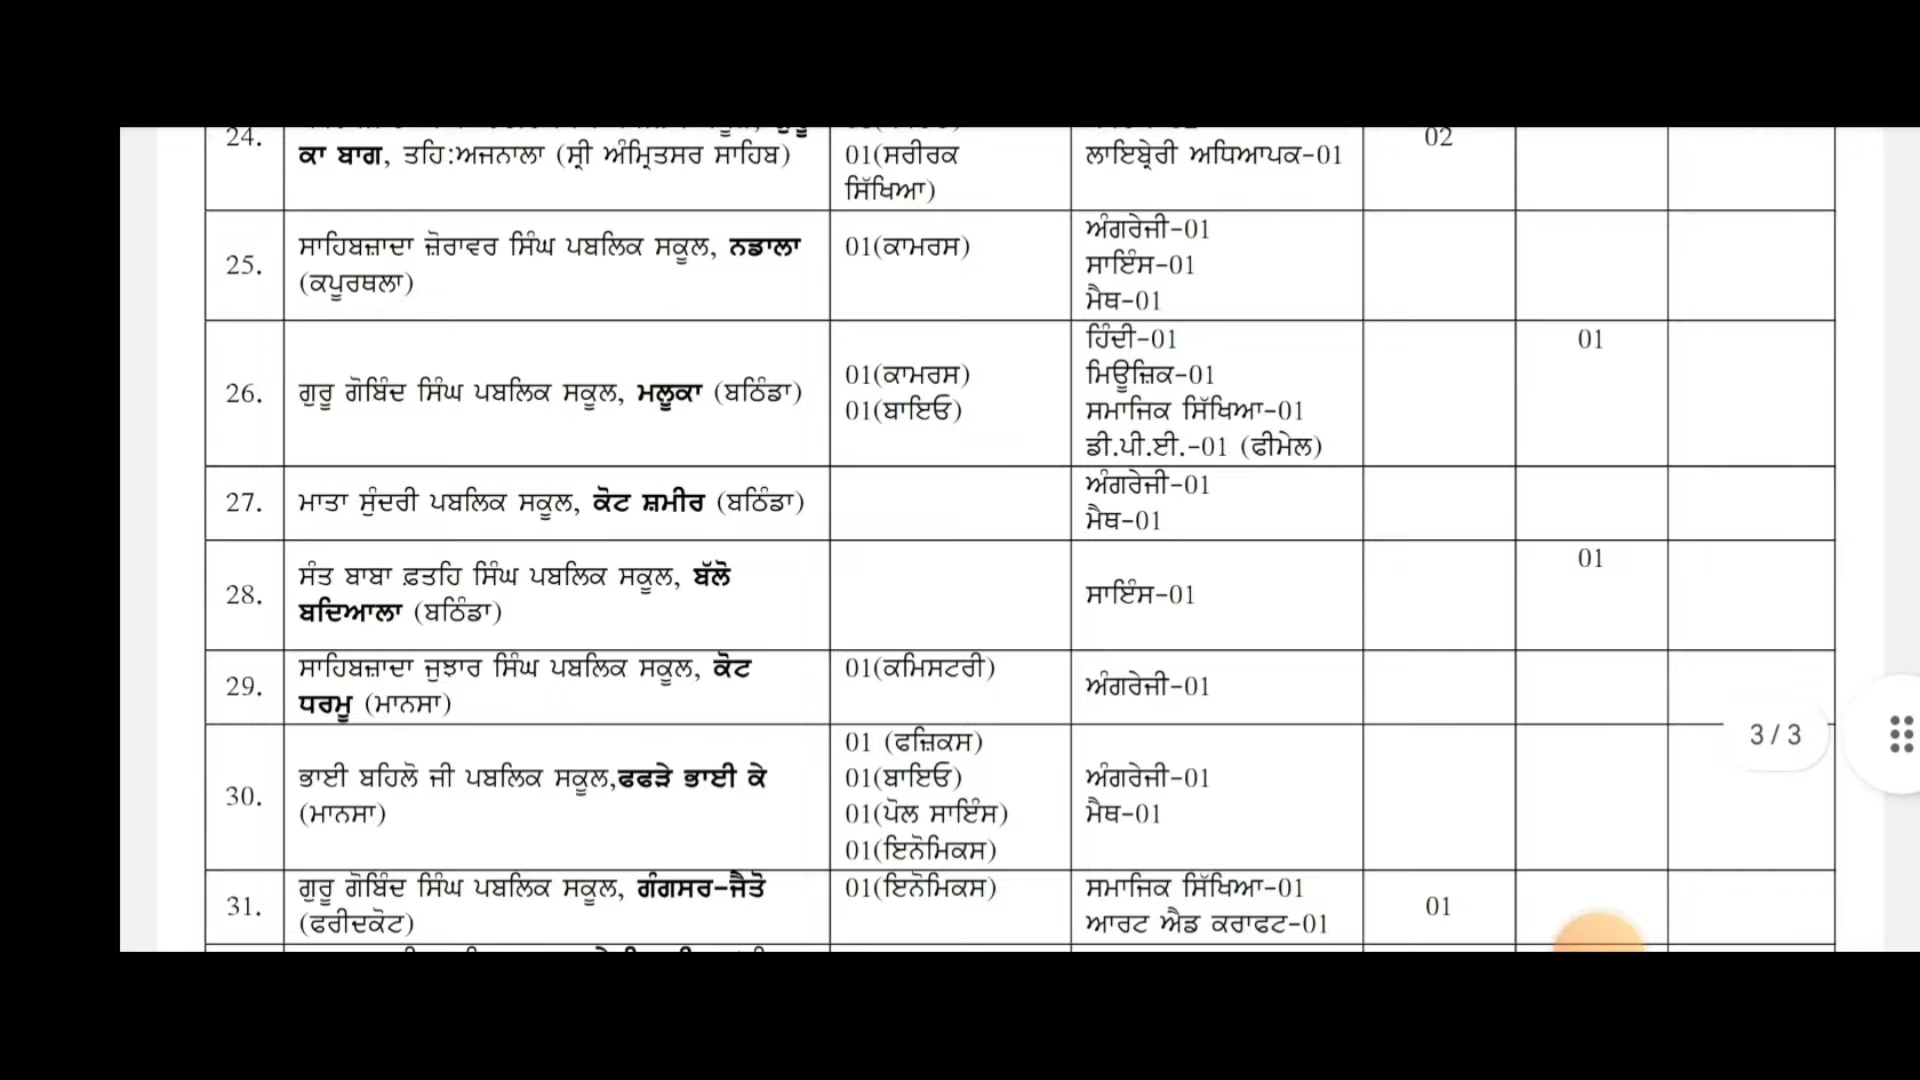 24.
ਕਾ ਬਾਗ, ਤਹਿ:ਅਜਨਾਲਾ (ਸ੍ਰੀ ਅੰਮ੍ਰਿਤਸਰ ਸਾਹਿਬ)
01(ਸਰੀਰਕ
ਸਿੱਖਿਆ)
ਲਾਇਬ੍ਰੇਰੀ ਅਧਿਆਪਕ-01
02
25.
ਸਾਹਿਬਜ਼ਾਦਾ ਜ਼ੋਰਾਵਰ ਸਿੰਘ ਪਬਲਿਕ ਸਕੂਲ, ਨਡਾਲਾ
(ਕਪੂਰਥਲਾ)
01(ਕਾਮਰਸ)
ਅੰਗਰੇਜੀ-01
ਸਾਇੰਸ-01
ਮੈਥ-01
26.
ਗੁਰੂ ਗੋਬਿੰਦ ਸਿੰਘ ਪਬਲਿਕ ਸਕੂਲ, ਮਲੂਕਾ (ਬਠਿੰਡਾ)
01(ਕਾਮਰਸ)
01(ਬਾਇਓ)
ਹਿੰਦੀ-01
ਮਿਊਜ਼ਿਕ-01
ਸਮਾਜਿਕ ਸਿੱਖਿਆ-01
ਡੀ.ਪੀ.ਈ.-01 (ਫੀਮੇਲ)
01
27.
ਮਾਤਾ ਸੁੰਦਰੀ ਪਬਲਿਕ ਸਕੂਲ, ਕੋਟ ਸ਼ਮੀਰ (ਬਠਿੰਡਾ)
ਅੰਗਰੇਜੀ-01
ਮੈਥ-01
28.
ਸੰਤ ਬਾਬਾ ਫ਼ਤਹਿ ਸਿੰਘ ਪਬਲਿਕ ਸਕੂਲ, ਬੱਲੋ
ਬਦਿਆਲਾ (ਬਠਿੰਡਾ)
ਸਾਇੰਸ-01
01
29.
ਸਾਹਿਬਜ਼ਾਦਾ ਜੁਝਾਰ ਸਿੰਘ ਪਬਲਿਕ ਸਕੂਲ, ਕੋਟ
ਧਰਮੂ (ਮਾਨਸਾ)
01(ਕਮਿਸਟਰੀ)
ਅੰਗਰੇਜੀ-01
30.
ਭਾਈ ਬਹਿਲੋ ਜੀ ਪਬਲਿਕ ਸਕੂਲ,ਫਫੜੇ ਭਾਈ ਕੇ
(ਮਾਨਸਾ)
01 (ਫਜ਼ਿਕਸ)
01(ਬਾਇਓ)
01(ਪੋਲ ਸਾਇੰਸ)
01(ਇਨੋਮਿਕਸ)
ਅੰਗਰੇਜੀ-01
ਮੈਥ-01
3 / 3
31.
ਗੁਰੂ ਗੋਬਿੰਦ ਸਿੰਘ ਪਬਲਿਕ ਸਕੂਲ, ਗੰਗਸਰ-ਜੈਤੋ
(ਫਰੀਦਕੋਟ)
01(ਇਨੋਮਿਕਸ)
ਸਮਾਜਿਕ ਸਿੱਖਿਆ-01
ਆਰਟ ਐਡ ਕਰਾਫਟ-01
01